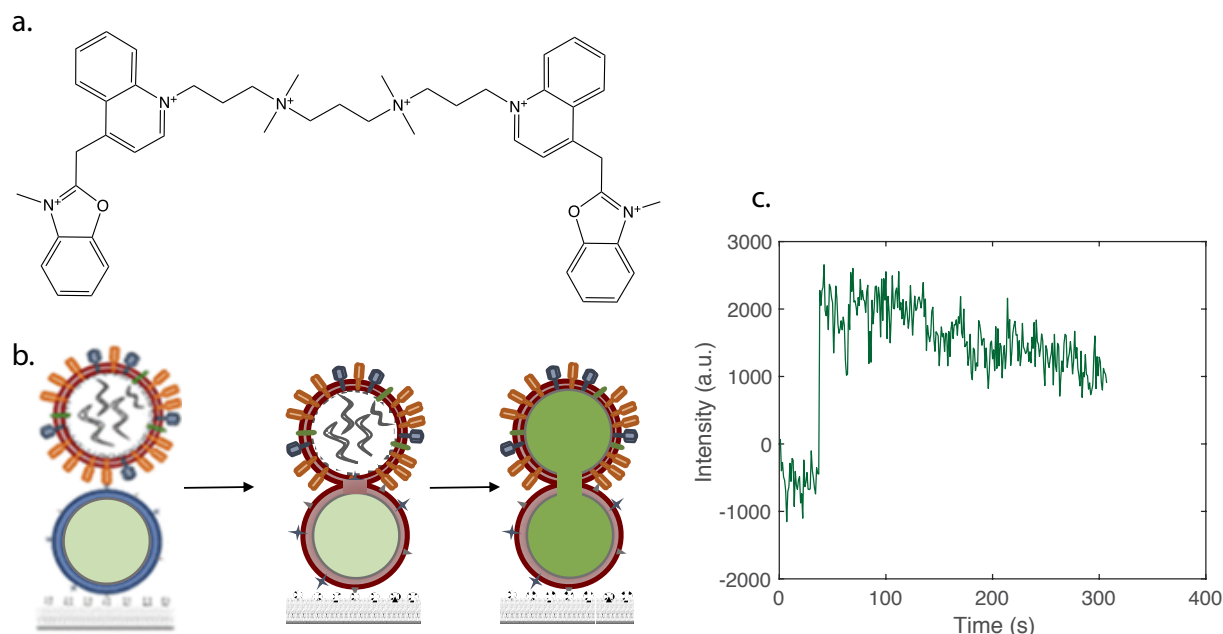 a.
N+
N+
N+
N+
N+
O
O
N+
b.
c.
3000
2000
1000
0
-1000
-2000
Intensity (a.u.)
0
100
200
300
400
Time (s)